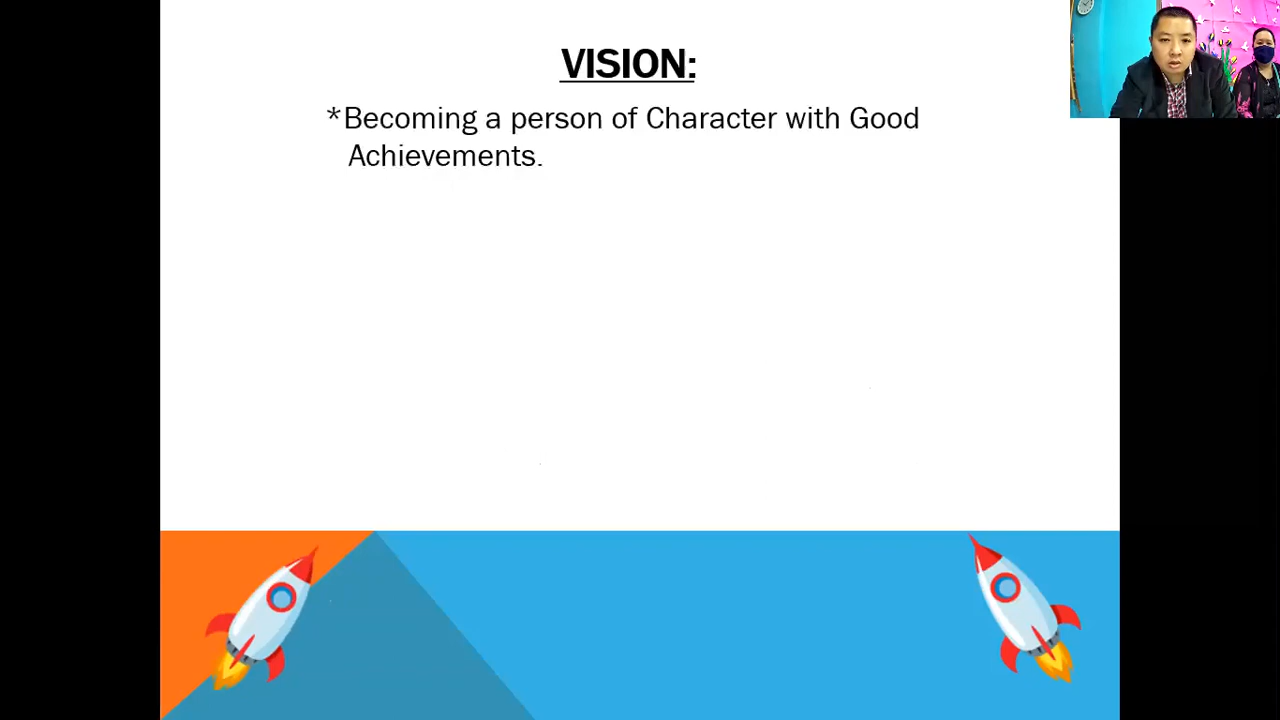 VISION:
*Becoming a person of Character with Good
Achievements.